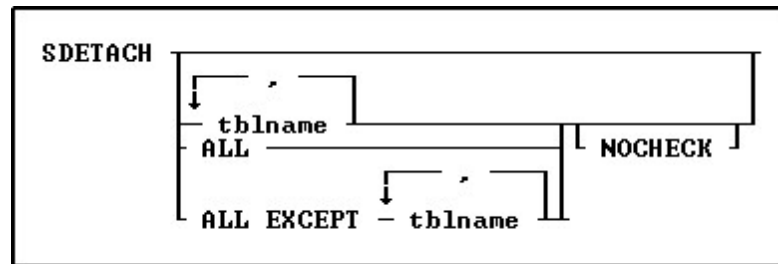 SDETACH
,
tblname
ALL
NOCHECK
,
ALL EXCEPT tblname